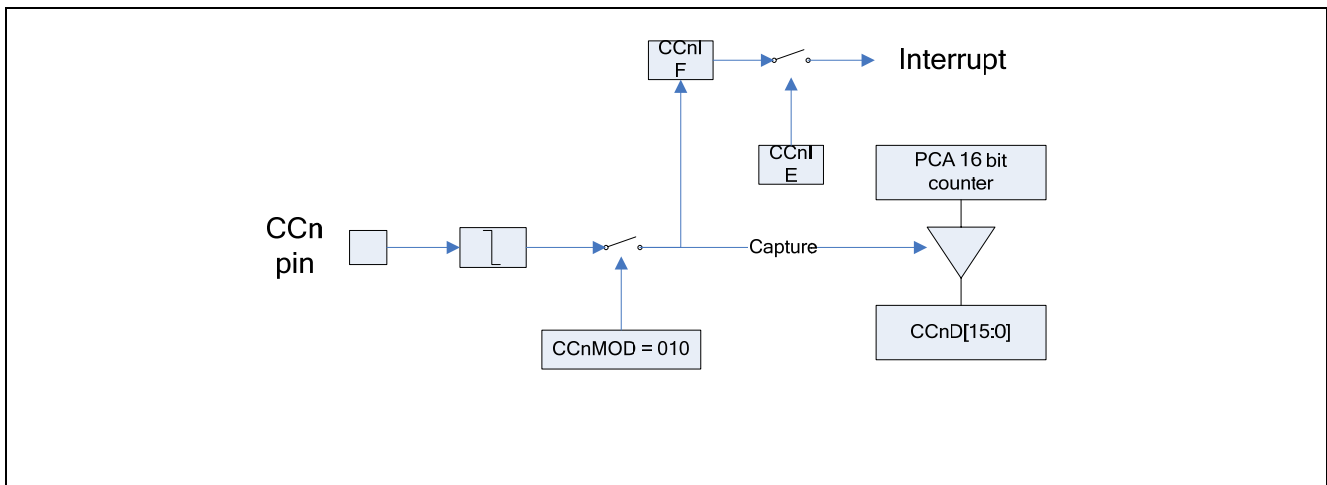 CCnI
F
Interrupt
CCnI
E
PCA 16 bit
counter
CCn
pin
Capture
CCnMOD = 010
CCnD[15:0]